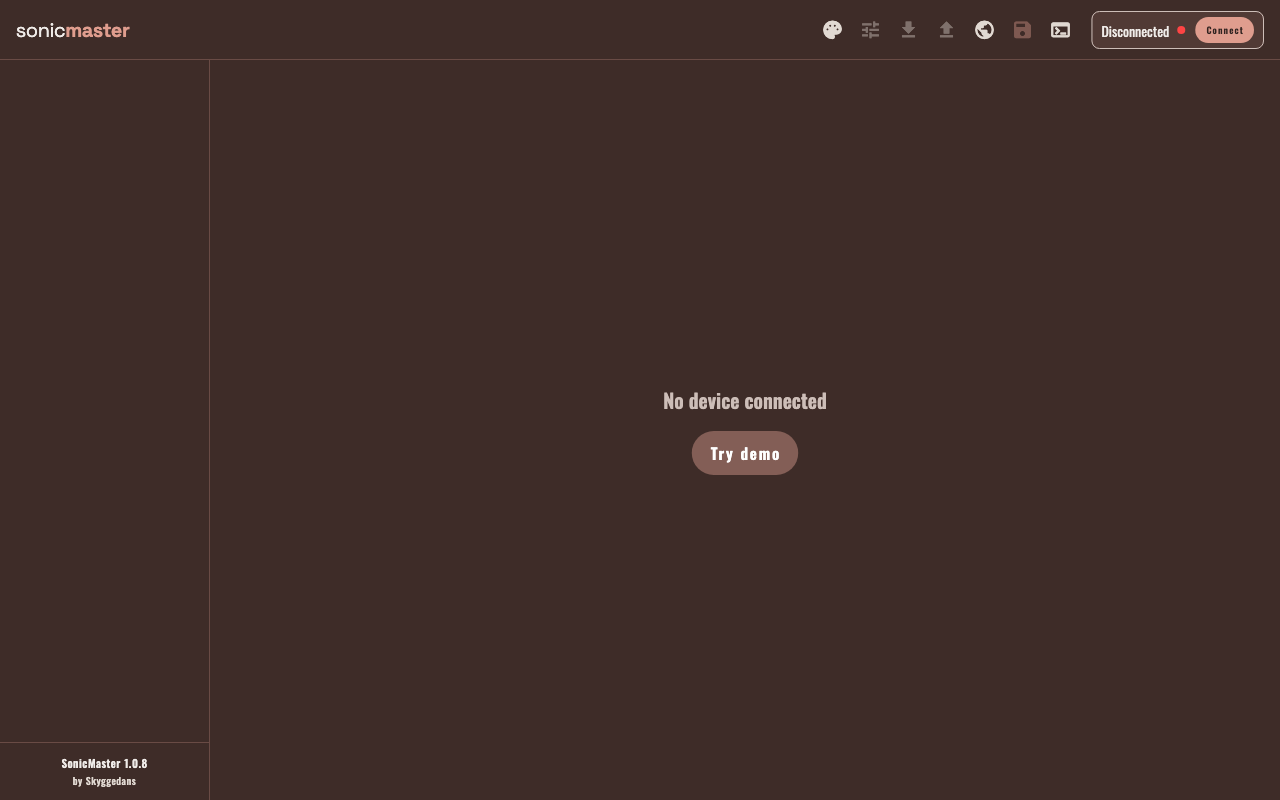 sonicmaster
Disconnected
Connect
No device connected
Try demo
SonicMaster 1.0.8
by Skyggedans